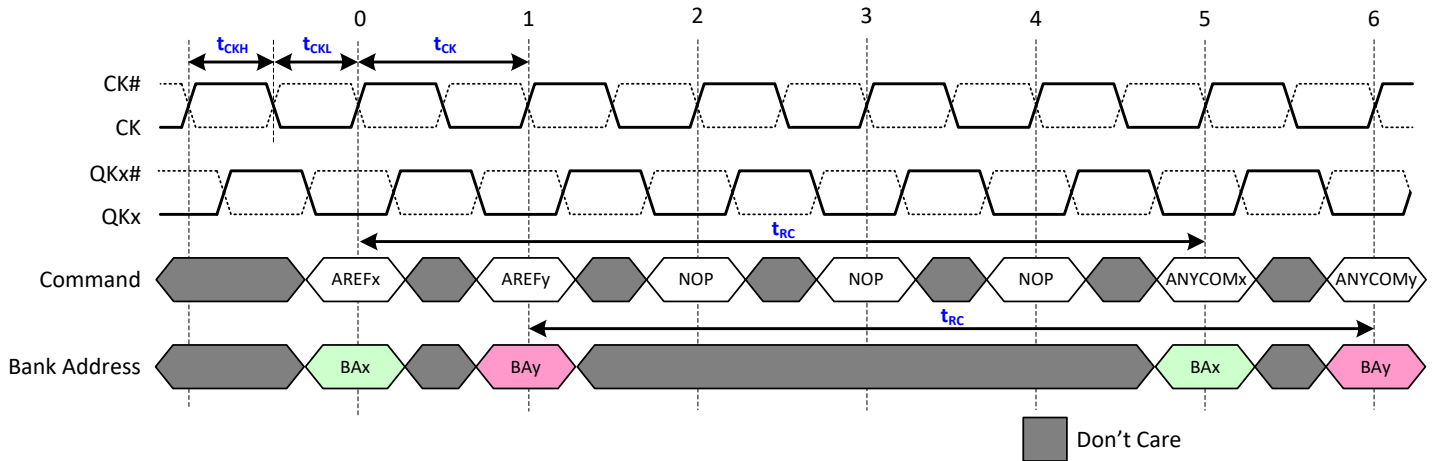 0 1 2 3 4 5 6
tCKH tCKL tCK
CK#
CK
QKx#
QKx
tRC
Command AREFx AREFy NOP NOP NOP ANYCOMx ANYCOMy
tRC
Bank Address BAx BAy BAx BAy
Don't Care